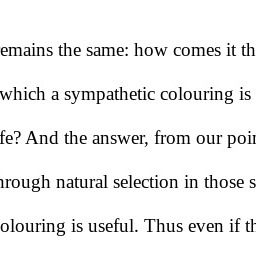 emains the same: how comes it th
which a sympathetic colouring is
fe? And the answer, from our poin
hrough natural selection in those s
olouring is useful. Thus even if th